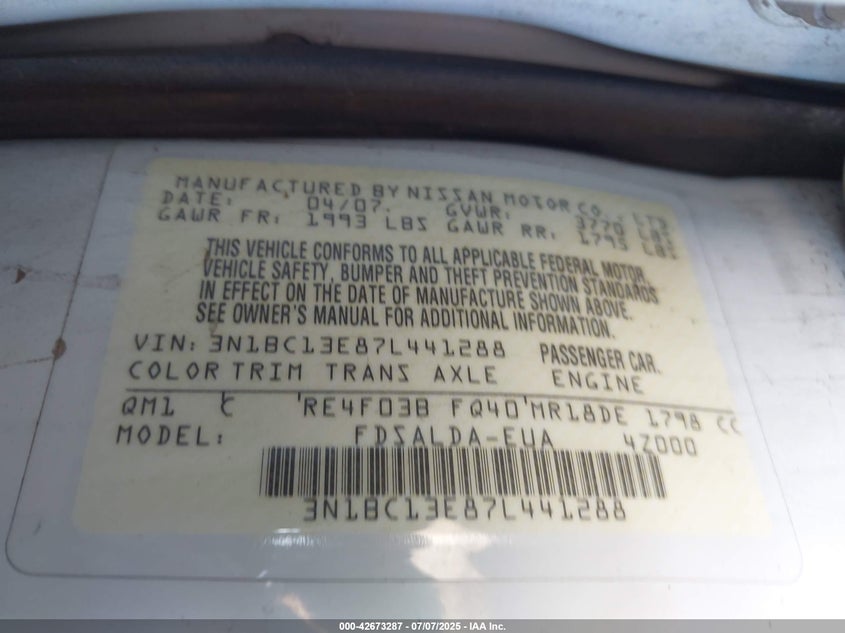 MANUFACTURED BY NISSAN MOTOR CO., LTD
DATE: 04/07. GVWR: 3770 LBS
GAWR FR: 1993 LBS GAWR RR: 1795 LBS
THIS VEHICLE CONFORMS TO ALL APPLICABLE FEDERAL MOTOR
VEHICLE SAFETY, BUMPER AND THEFT PREVENTION STANDARDS
IN EFFECT ON THE DATE OF MANUFACTURE SHOWN ABOVE.
SEE OWNER'S MANUAL FOR ADDITIONAL INFORMATION.
VIN: 3N1BC13E87L441288 PASSENGER CAR.
COLOR TRIM TRANS AXLE ENGINE
QM1 C RE4F03B FQ40 MR18DE 1798 CC
MODEL: FDSALDA-EUA 4Z000
3N1BC13E87L441288
000-42673287 - 07/07/2025 - IAA Inc.